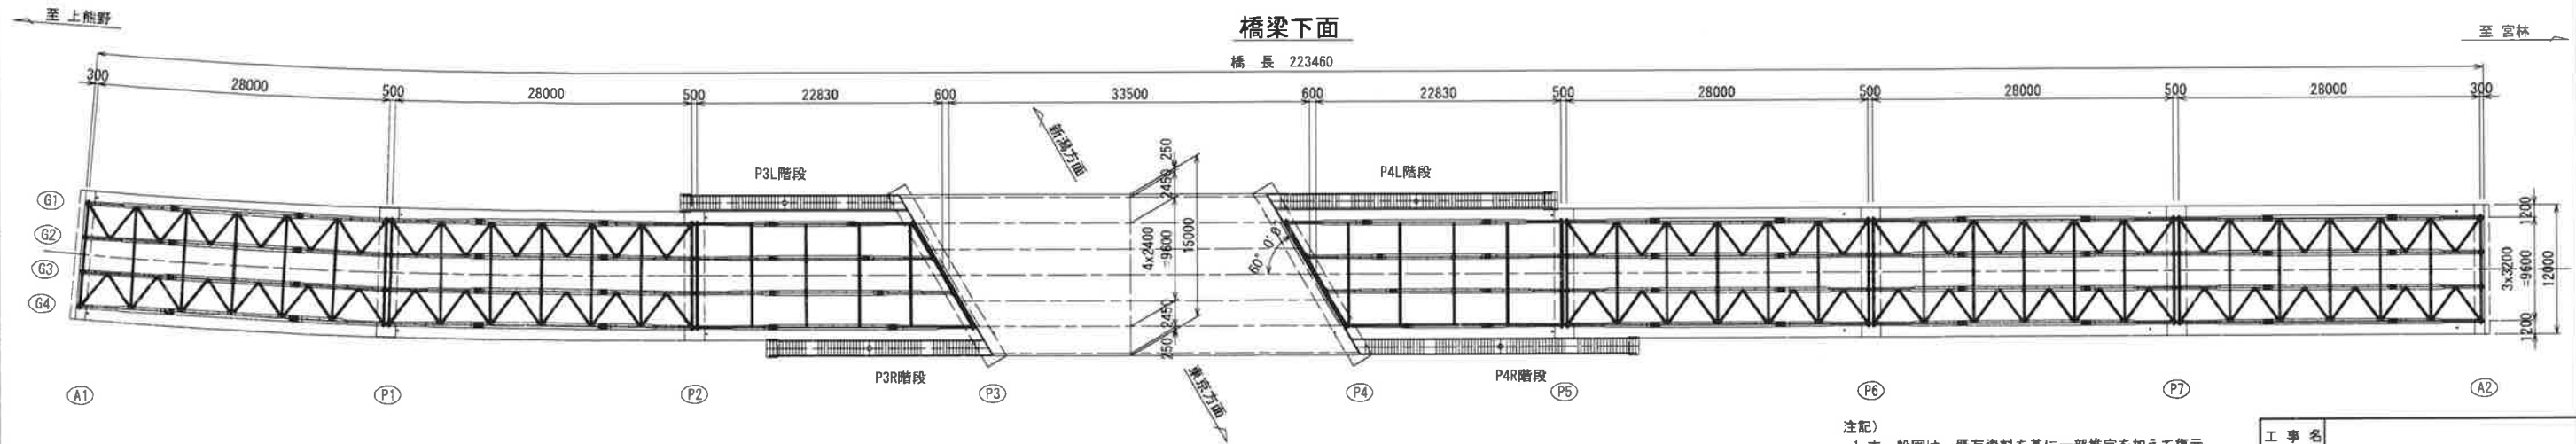 至 上熊野
橋梁下面
至 宮林
橋 長 223460
300 28000 500 28000 500 22830 600 33500 600 22830 500 28000 500 28000 500 28000 300
新潟方面
P3L階段
P4L階段
250
2450
4x2400
=9600
15000
2450
250
60° 0' 0"
G1
G2
G3
G4
1200
3x3200
=9600
12000
1200
P3R階段
P4R階段
東京方面
A1 P1 P2 P3 P4 P5 P6 P7 A2
注記)
工 事 名